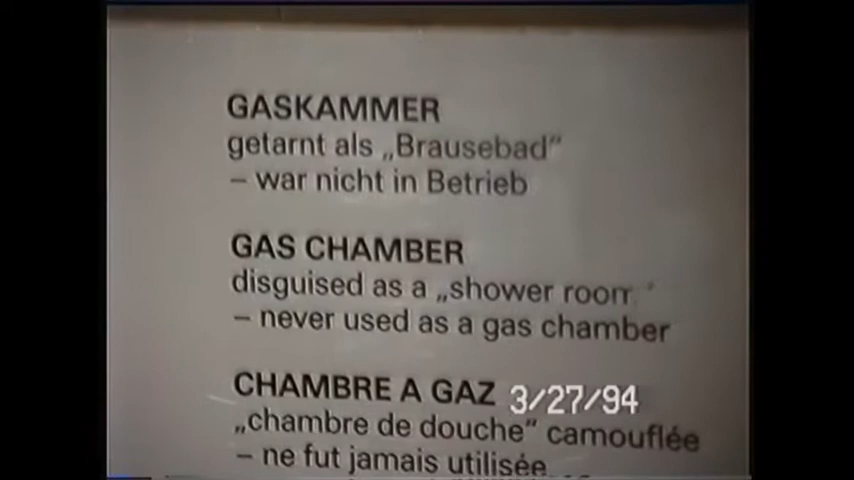 GASKAMMER
getarnt als „Brausebad"
– war nicht in Betrieb
GAS CHAMBER
disguised as a „shower room
– never used as a gas chamber
CHAMBRE A GAZ 3/27/94
„chambre de douche" camouflée
– ne fut jamais utilisée